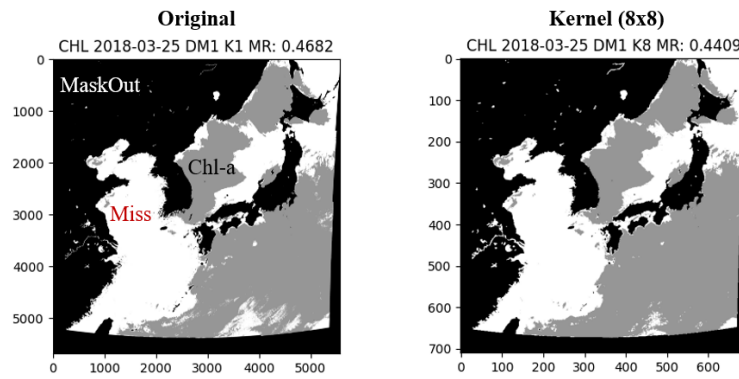 Original
CHL 2018-03-25 DM1 K1 MR: 0.4682
0
1000
2000
3000
4000
5000
MaskOut
Chl-a
Miss
0 1000 2000 3000 4000 5000
Kernel (8x8)
CHL 2018-03-25 DM1 K8 MR: 0.4409
0
100
200
300
400
500
600
700
0 100 200 300 400 500 600